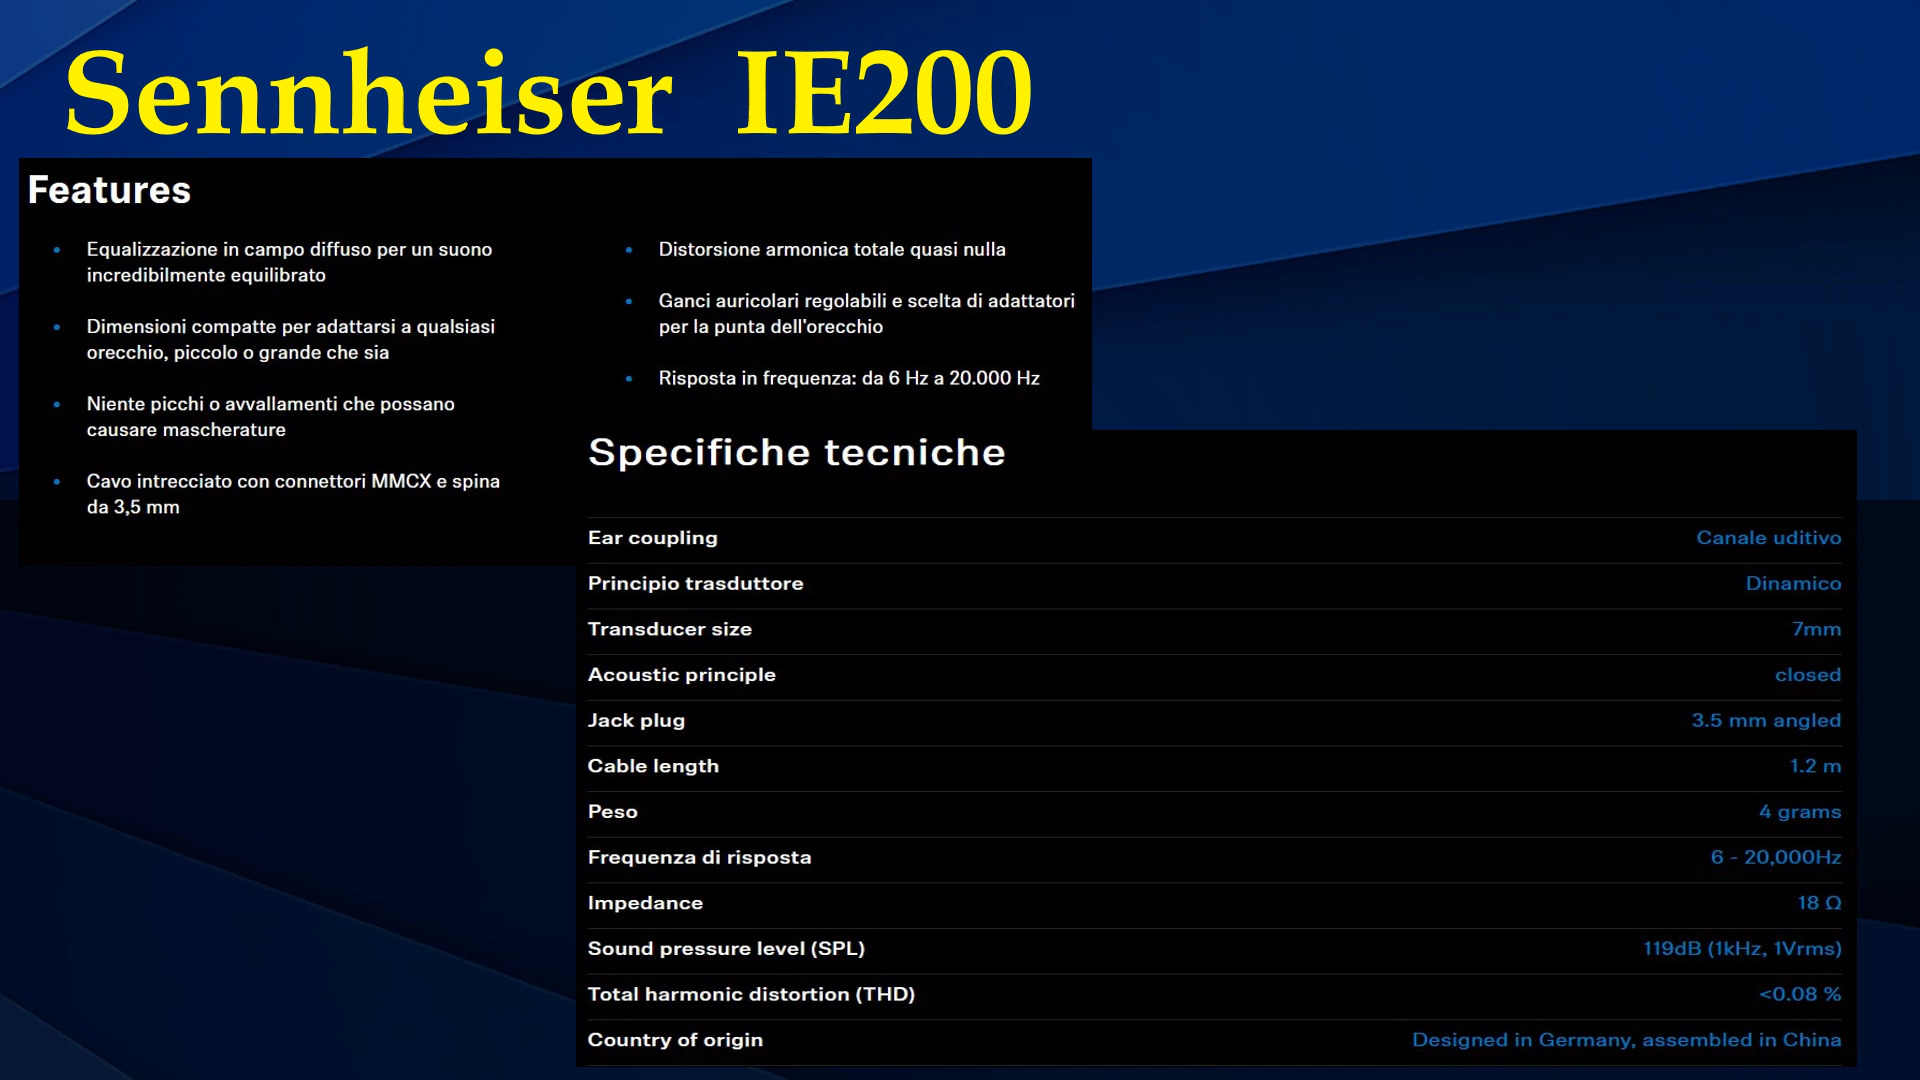 Sennheiser IE200
Features
Equalizzazione in campo diffuso per un suono
incredibilmente equilibrato
Dimensioni compatte per adattarsi a qualsiasi
orecchio, piccolo o grande che sia
Niente picchi o avvallamenti che possano
causare mascherature
Cavo intrecciato con connettori MMCX e spina
da 3,5 mm
Distorsione armonica totale quasi nulla
Ganci auricolari regolabili e scelta di adattatori
per la punta dell'orecchio
Risposta in frequenza: da 6 Hz a 20.000 Hz
Specifiche tecniche
Ear coupling Canale uditivo
Principio trasduttore Dinamico
Transducer size 7mm
Acoustic principle closed
Jack plug 3.5 mm angled
Cable length 1.2 m
Peso 4 grams
Frequenza di risposta 6 - 20,000Hz
Impedance 18 Ω
Sound pressure level (SPL) 119dB (1kHz, 1Vrms)
Total harmonic distortion (THD) <0.08 %
Country of origin Designed in Germany, assembled in China